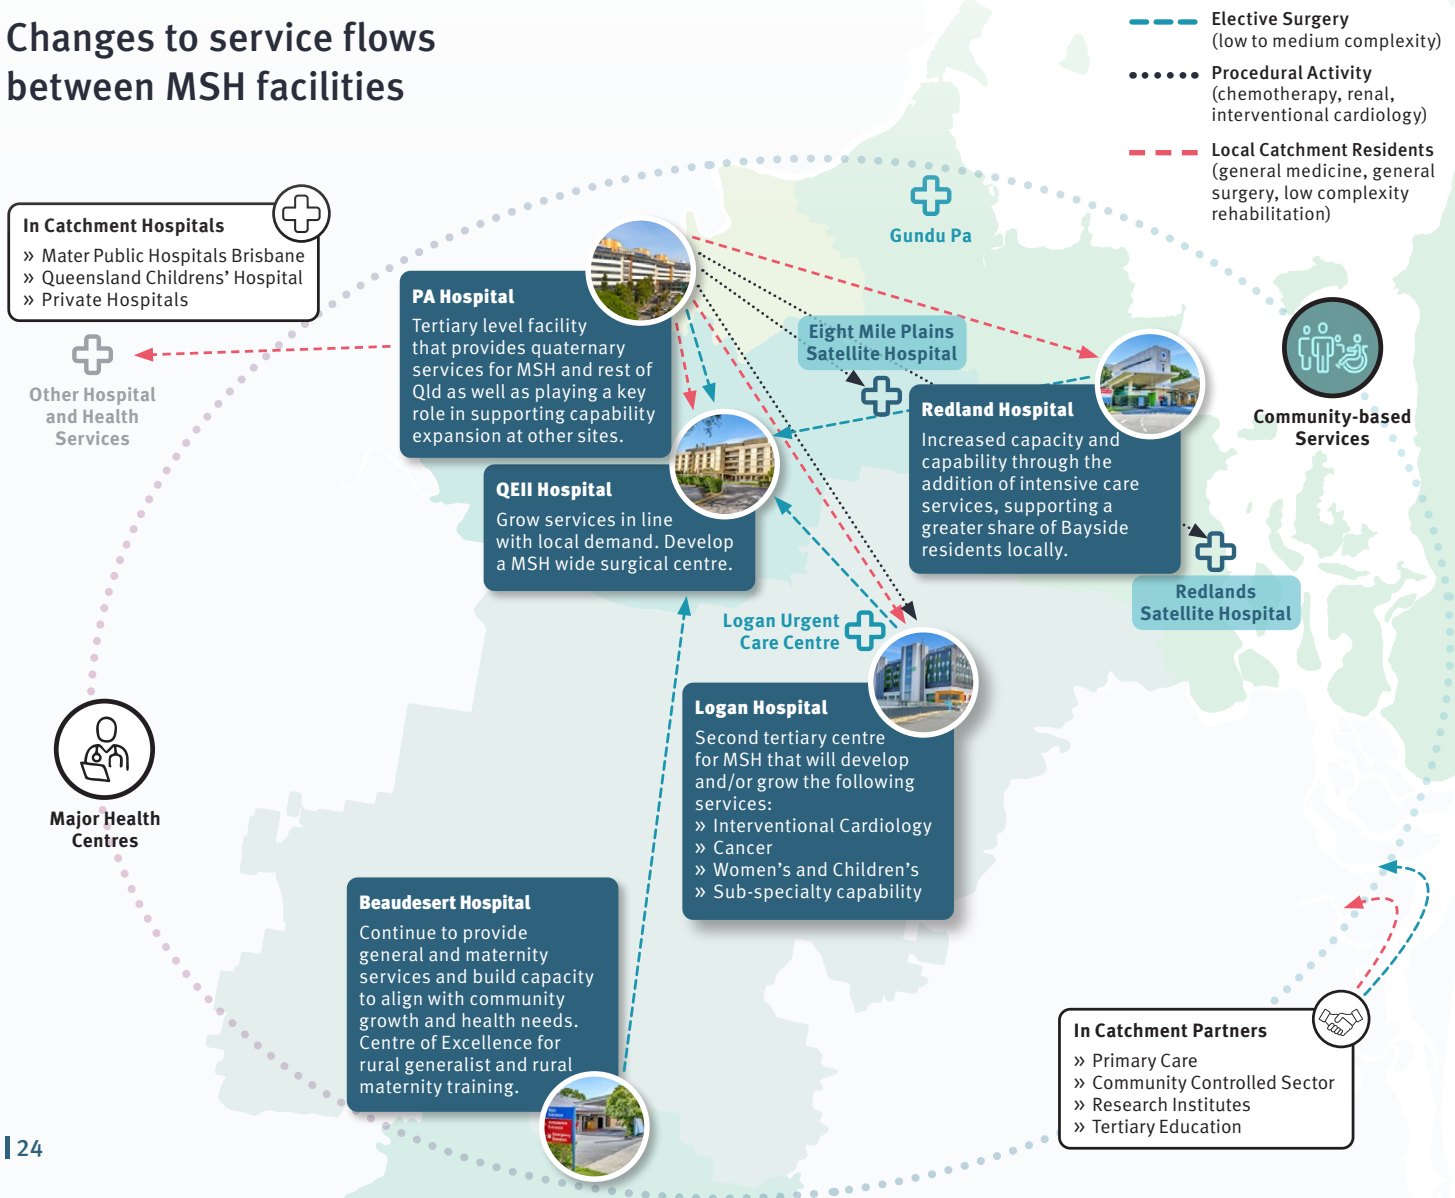 Changes to service flows
between MSH facilities
Elective Surgery
(low to medium complexity)
Procedural Activity
(chemotherapy, renal,
interventional cardiology)
Local Catchment Residents
(general medicine, general
surgery, low complexity
rehabilitation)
In Catchment Hospitals
» Mater Public Hospitals Brisbane
» Queensland Childrens' Hospital
» Private Hospitals
Other Hospital
and Health
Services
Gundu Pa
PA Hospital
Tertiary level facility
that provides quaternary
services for MSH and rest of
Qld as well as playing a key
role in supporting capability
expansion at other sites.
Eight Mile Plains
Satellite Hospital
Redland Hospital
Increased capacity and
capability through the
addition of intensive care
services, supporting a
greater share of Bayside
residents locally.
Community-based
Services
QEII Hospital
Grow services in line
with local demand. Develop
a MSH wide surgical centre.
Redlands
Satellite Hospital
Logan Urgent
Care Centre
Logan Hospital
Second tertiary centre
for MSH that will develop
and/or grow the following
services:
» Interventional Cardiology
» Cancer
» Women's and Children's
» Sub-specialty capability
Major Health
Centres
Beaudesert Hospital
Continue to provide
general and maternity
services and build capacity
to align with community
growth and health needs.
Centre of Excellence for
rural generalist and rural
maternity training.
In Catchment Partners
» Primary Care
» Community Controlled Sector
» Research Institutes
» Tertiary Education
24